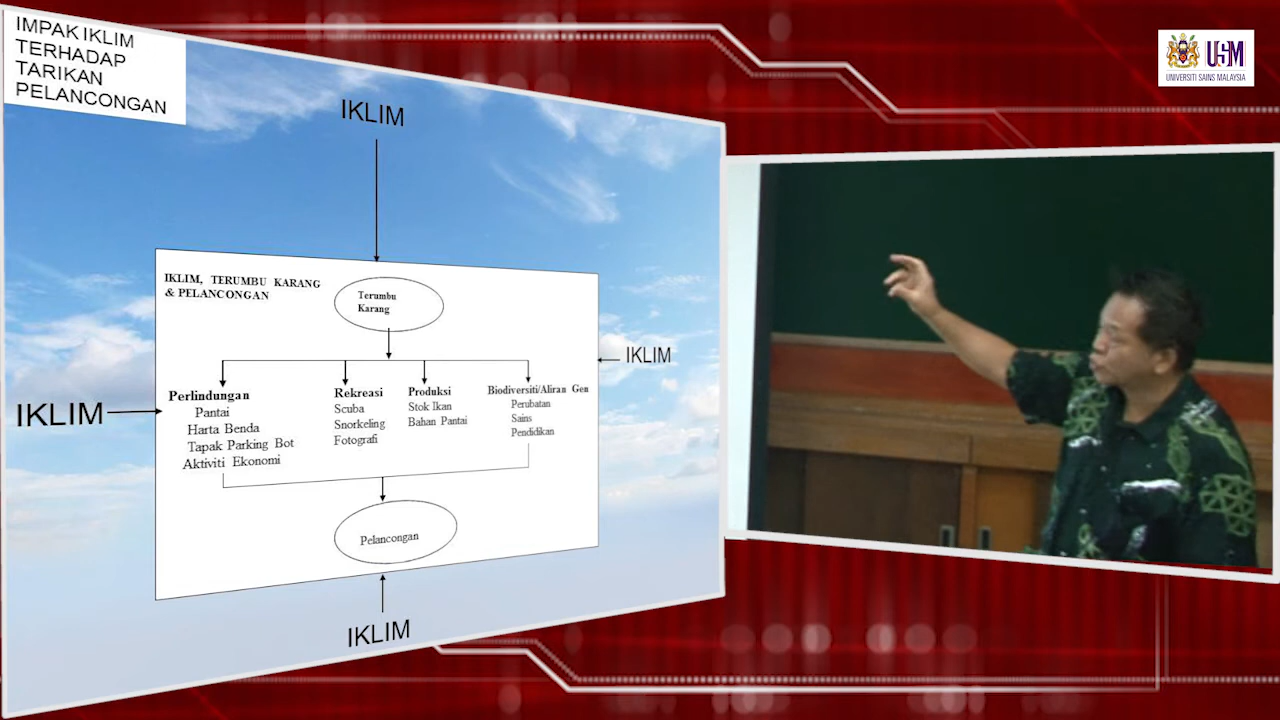 IMPAK IKLIM
TERHADAP
TARIKAN
PELANCONGAN
IKLIM
IKLIM, TERUMBU KARANG
& PELANCONGAN
Terumbu
Karang
IKLIM
IKLIM
Perlindungan
Pantai
Harta Benda
Tapak Parking Bot
Aktiviti Ekonomi
Rekreasi
Scuba
Snorkeling
Fotografi
Produksi
Stok Ikan
Bahan Pantai
Biodiversiti/Aliran Gen
Perubatan
Sains
Pendidikan
Pelancongan
IKLIM
USM
UNIVERSITI SAINS MALAYSIA